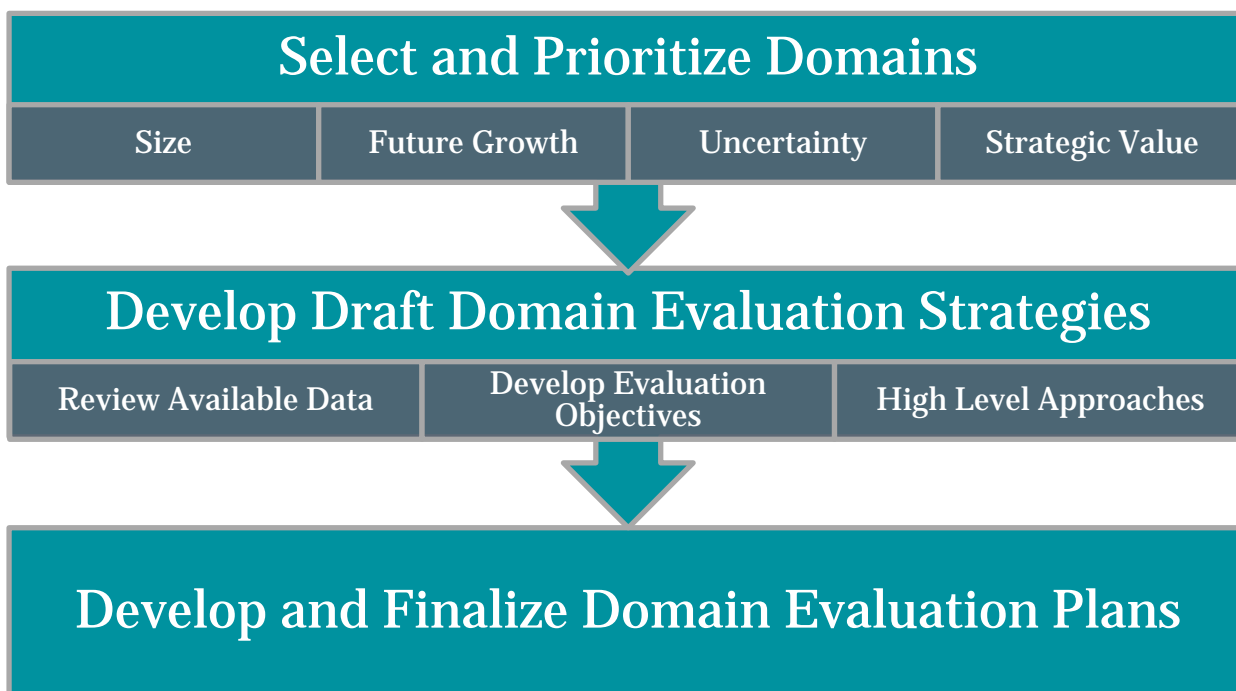 Select and Prioritize Domains
Size
Future Growth
Uncertainty
Strategic Value
Develop Draft Domain Evaluation Strategies
Review Available Data
Develop Evaluation
Objectives
High Level Approaches
Develop and Finalize Domain Evaluation Plans